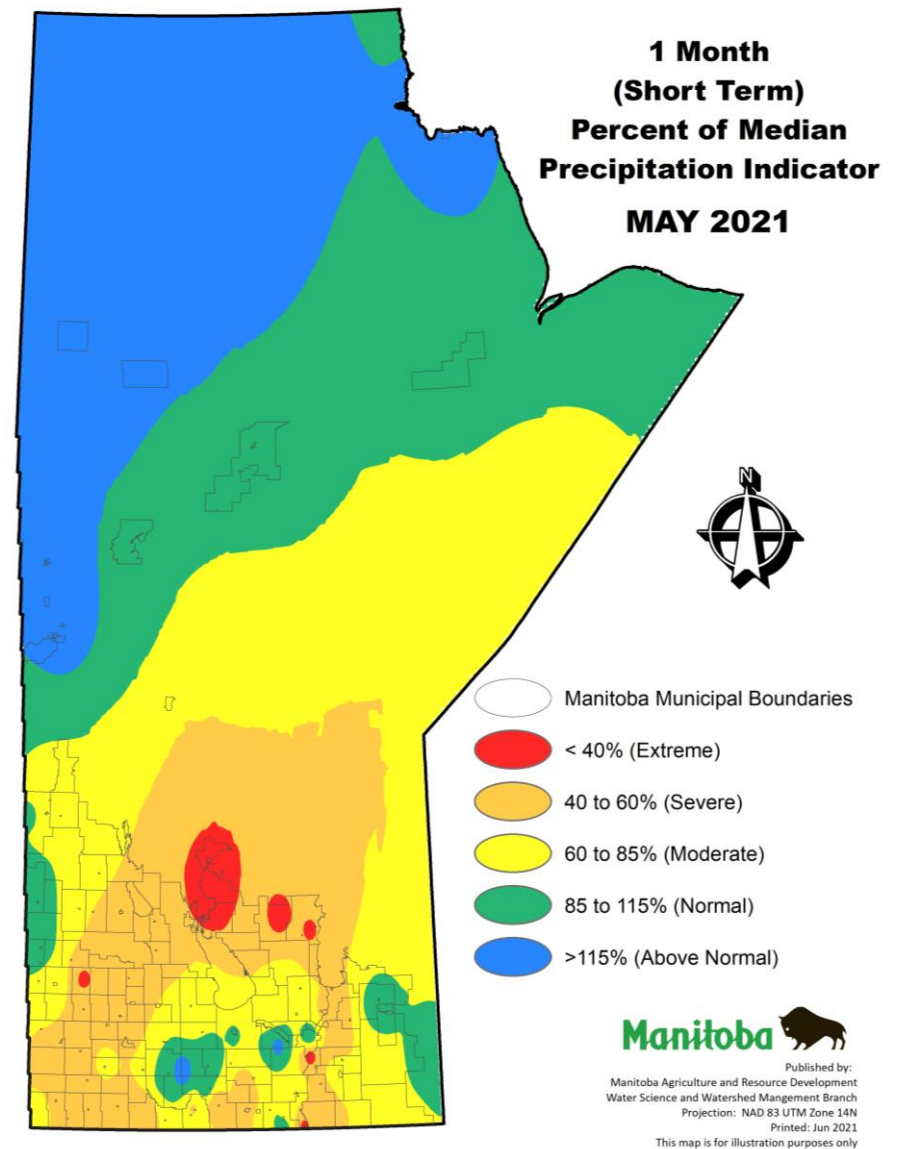 1 Month
(Short Term)
Percent of Median
Precipitation Indicator
MAY 2021
N
Manitoba Municipal Boundaries
< 40% (Extreme)
40 to 60% (Severe)
60 to 85% (Moderate)
85 to 115% (Normal)
>115% (Above Normal)
Manitoba
Published by:
Manitoba Agriculture and Resource Development
Water Science and Watershed Mangement Branch
Projection: NAD 83 UTM Zone 14N
Printed: Jun 2021
This map is for illustration purposes only